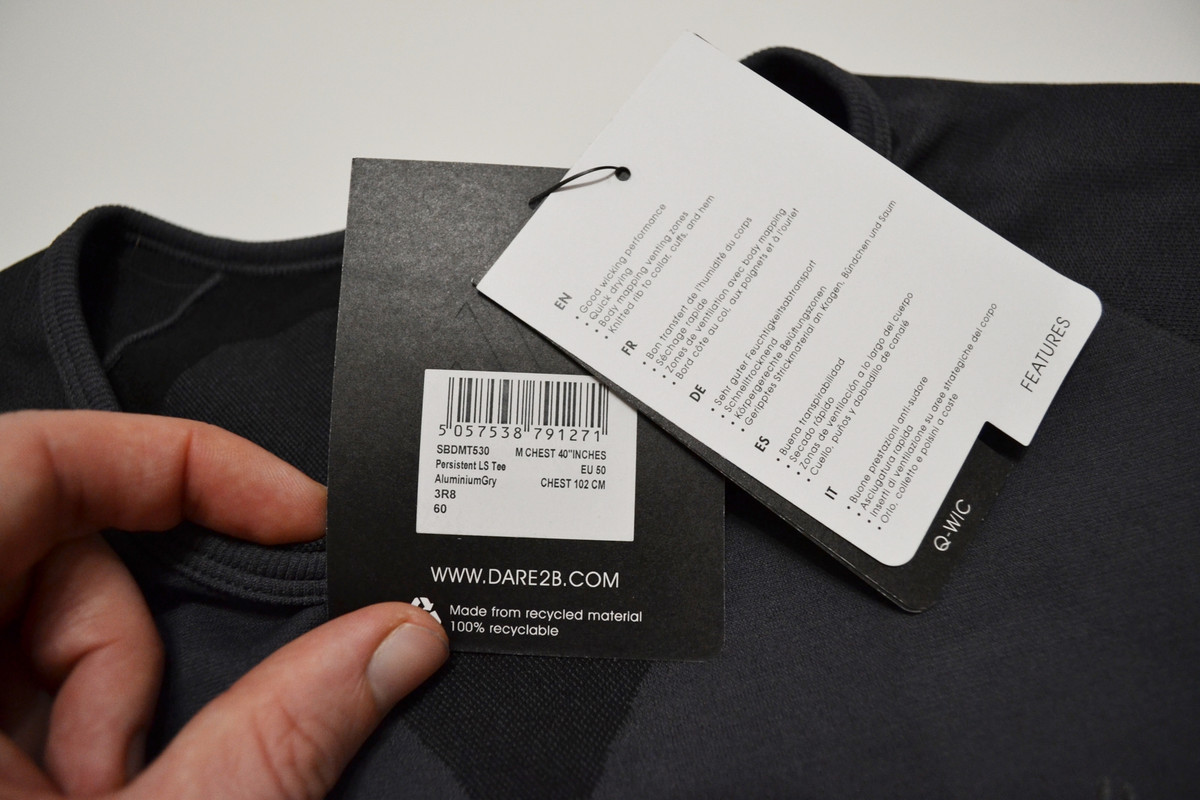 5 057538 791271
SBDMT530 M CHEST 40"INCHES
Persistent LS Tee EU 50
AluminiumGry CHEST 102 CM
3R8
60
WWW.DARE2B.COM
Made from recycled material
100% recyclable
EN
• Good wicking performance
• Quick drying
• Body mapping venting zones
• Knitted rib to collar, cuffs, and hem
FR
• Bon transfert de l'humidité du corps
• Séchage rapide
• Zones de ventilation avec body mapping
• Bord côte au col, aux poignets et à l'ourlet
DE
• Sehr guter Feuchtigkeitsabtransport
• Schnelltrocknend
• Körpergerechte Belüftungszonen
• Geripptes Strickmaterial an Kragen, Bündchen und Saum
ES
• Buena transpirabilidad
• Secado rápido
• Zonas de ventilación a lo largo del cuerpo
• Cuello, puños y dobladillo de canalé
IT
• Buone prestazioni anti-sudore
• Asciugatura rapida
• Inserti di ventilazione su aree strategiche del corpo
• Orlo, colletto e polsini a coste
FEATURES
Q-WIC